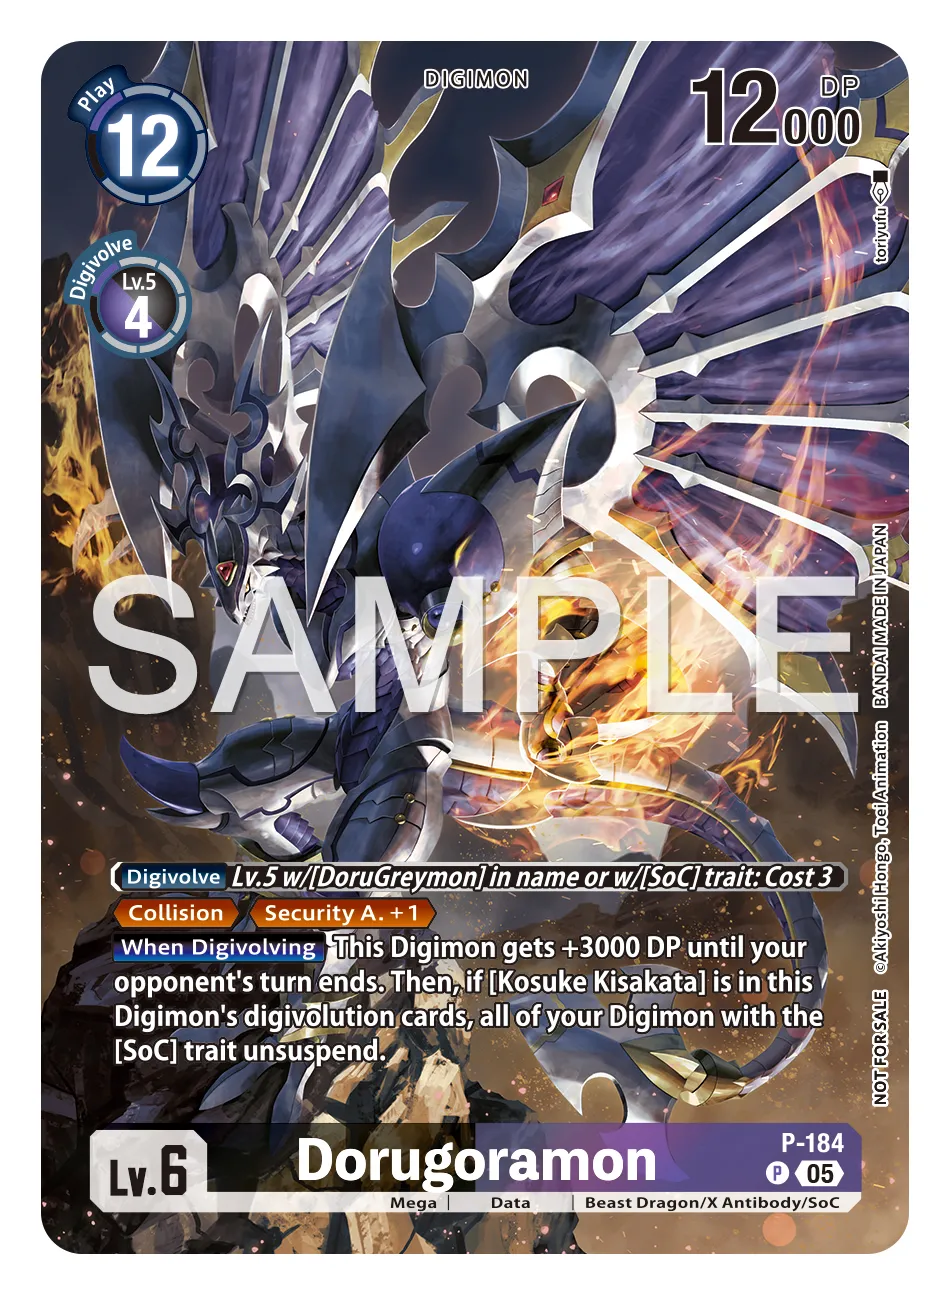 DIGIMON
Play
12
12000 DP
Digivolve
Lv.5
4
toriyufu
SAMPLE
Digivolve Lv.5 w/[DoruGreymon] in name or w/[SoC] trait: Cost 3
Collision Security A. +1
When Digivolving This Digimon gets +3000 DP until your
opponent's turn ends. Then, if [Kosuke Kisakata] is in this
Digimon's digivolution cards, all of your Digimon with the
[SoC] trait unsuspend.
NOT FOR SALE ©Akiyoshi Hongo, Toei Animation BANDAI MADE IN JAPAN
P-184
Lv.6
Dorugoramon
P 05
Mega | Data | Beast Dragon/X Antibody/SoC